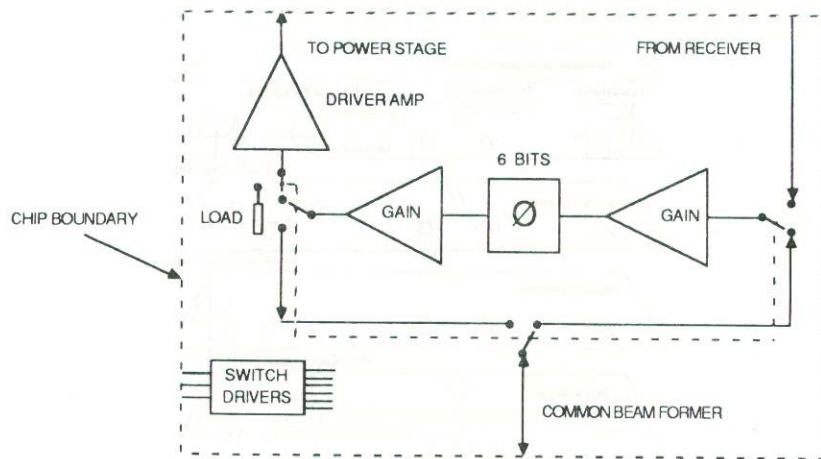 TO POWER STAGE
FROM RECEIVER
DRIVER AMP
6 BITS
Ø
GAIN
GAIN
LOAD
CHIP BOUNDARY
SWITCH
DRIVERS
COMMON BEAM FORMER